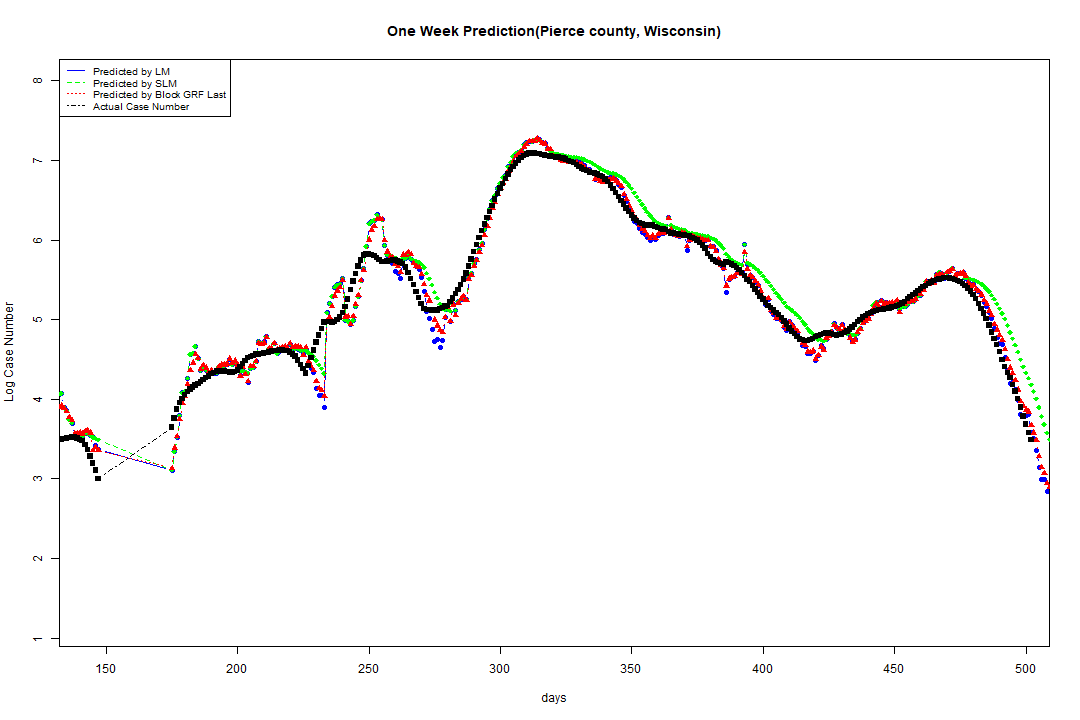 One Week Prediction(Pierce county, Wisconsin)
Predicted by LM
Predicted by SLM
Predicted by Block GRF Last
Actual Case Number
8
7
6
5
4
3
2
1
Log Case Number
150 200 250 300 350 400 450 500
days